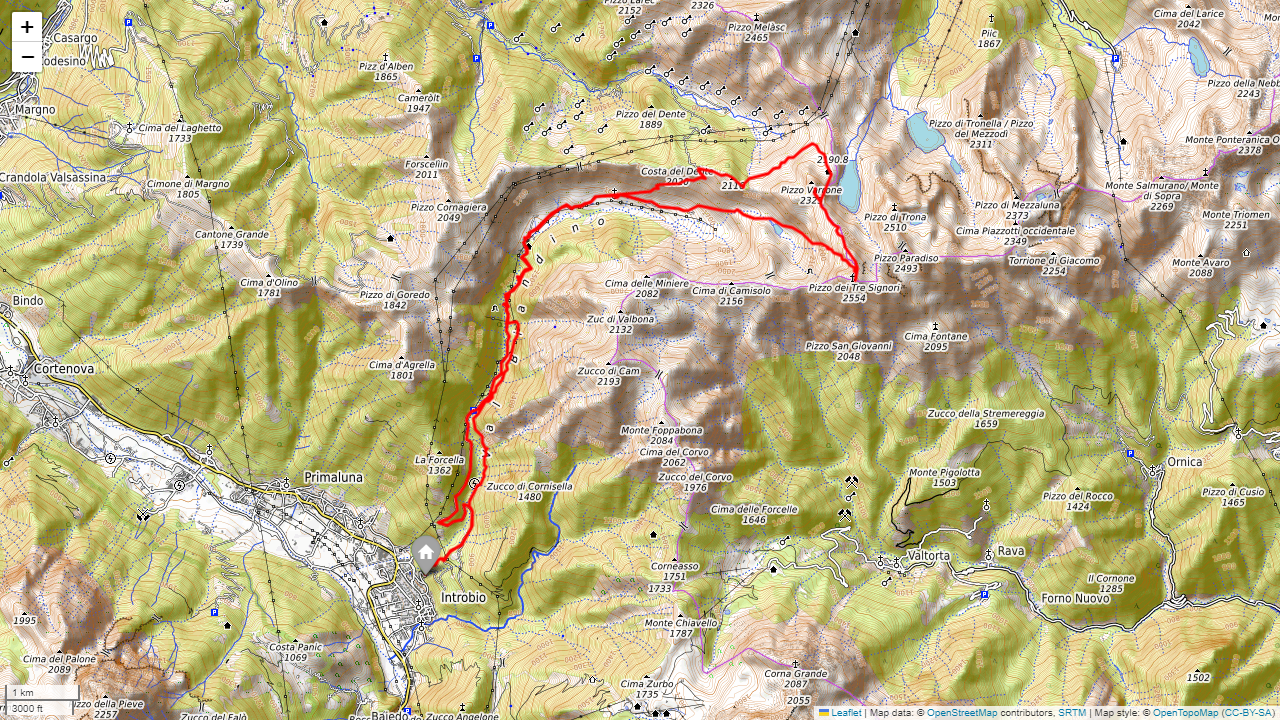 +
−
Casargo
Margno
Crandola Valsassina
Bindo
Cortenova
Primaluna
Introbio
Pizzo Larec
2152
2326
Pizzo Melàsc
2465
Piic
1867
Cima del Larice
2042
Pizz d'Alben
1865
Cameròlt
1947
Cima del Laghetto
1733
Pizzo del Dente
1889
Pizzo di Tronella / Pizzo
del Mezzodì
2311
Pizzo della Nebb
2243
Monte Ponteranica O
2378
Forscellin
2011
Costa del Dente
2190.8
Pizzo Varrone
Cimone di Margno
1805
Monte Salmurano/ Monte
di Sopra
2269
Pizzo Cornagiera
2049
Pizzo di Mezzaluna
2373
Pizzo di Trona
2510
Monte Triomen
2251
Cantone Grande
1739
Cima Piazzotti occidentale
2349
Pizzo Paradiso
2493
Torrione di Giacomo
2254
Monte Avaro
2088
Cima d'Olino
1781
Pizzo di Goredo
1842
Cima delle Miniere
2082
Cima di Camisolo
2156
Pizzo dei Tre Signori
2554
Zuc di Valbona
2132
Pizzo San Giovanni
2048
Cima Fontane
2095
Cima d'Agrella
1801
Zucco di Cam
2193
Zucco della Stremereggia
1659
La Forcella
1362
Monte Foppabona
2084
Cima del Corvo
2062
Zucco del Corvo
1976
Zucco di Cornisella
1480
Monte Pigolotta
1503
Ornica
Pizzo del Rocco
1424
Pizzo di Cusio
1465
Cima delle Forcelle
1646
Valtorta
Rava
Corneasso
1751
1733
Il Cornone
1285
Forno Nuovo
Monte Chiavello
1787
1995
Costa Panic
1069
Cima del Palone
2089
Corna Grande
2087
2055
1502
Cima Zurbo
1735
Zucco del Falò
Zucco Angelone
1 km
3000 ft
Leaflet | Map data: © OpenStreetMap contributors, SRTM | Map style: © OpenTopoMap (CC-BY-SA)